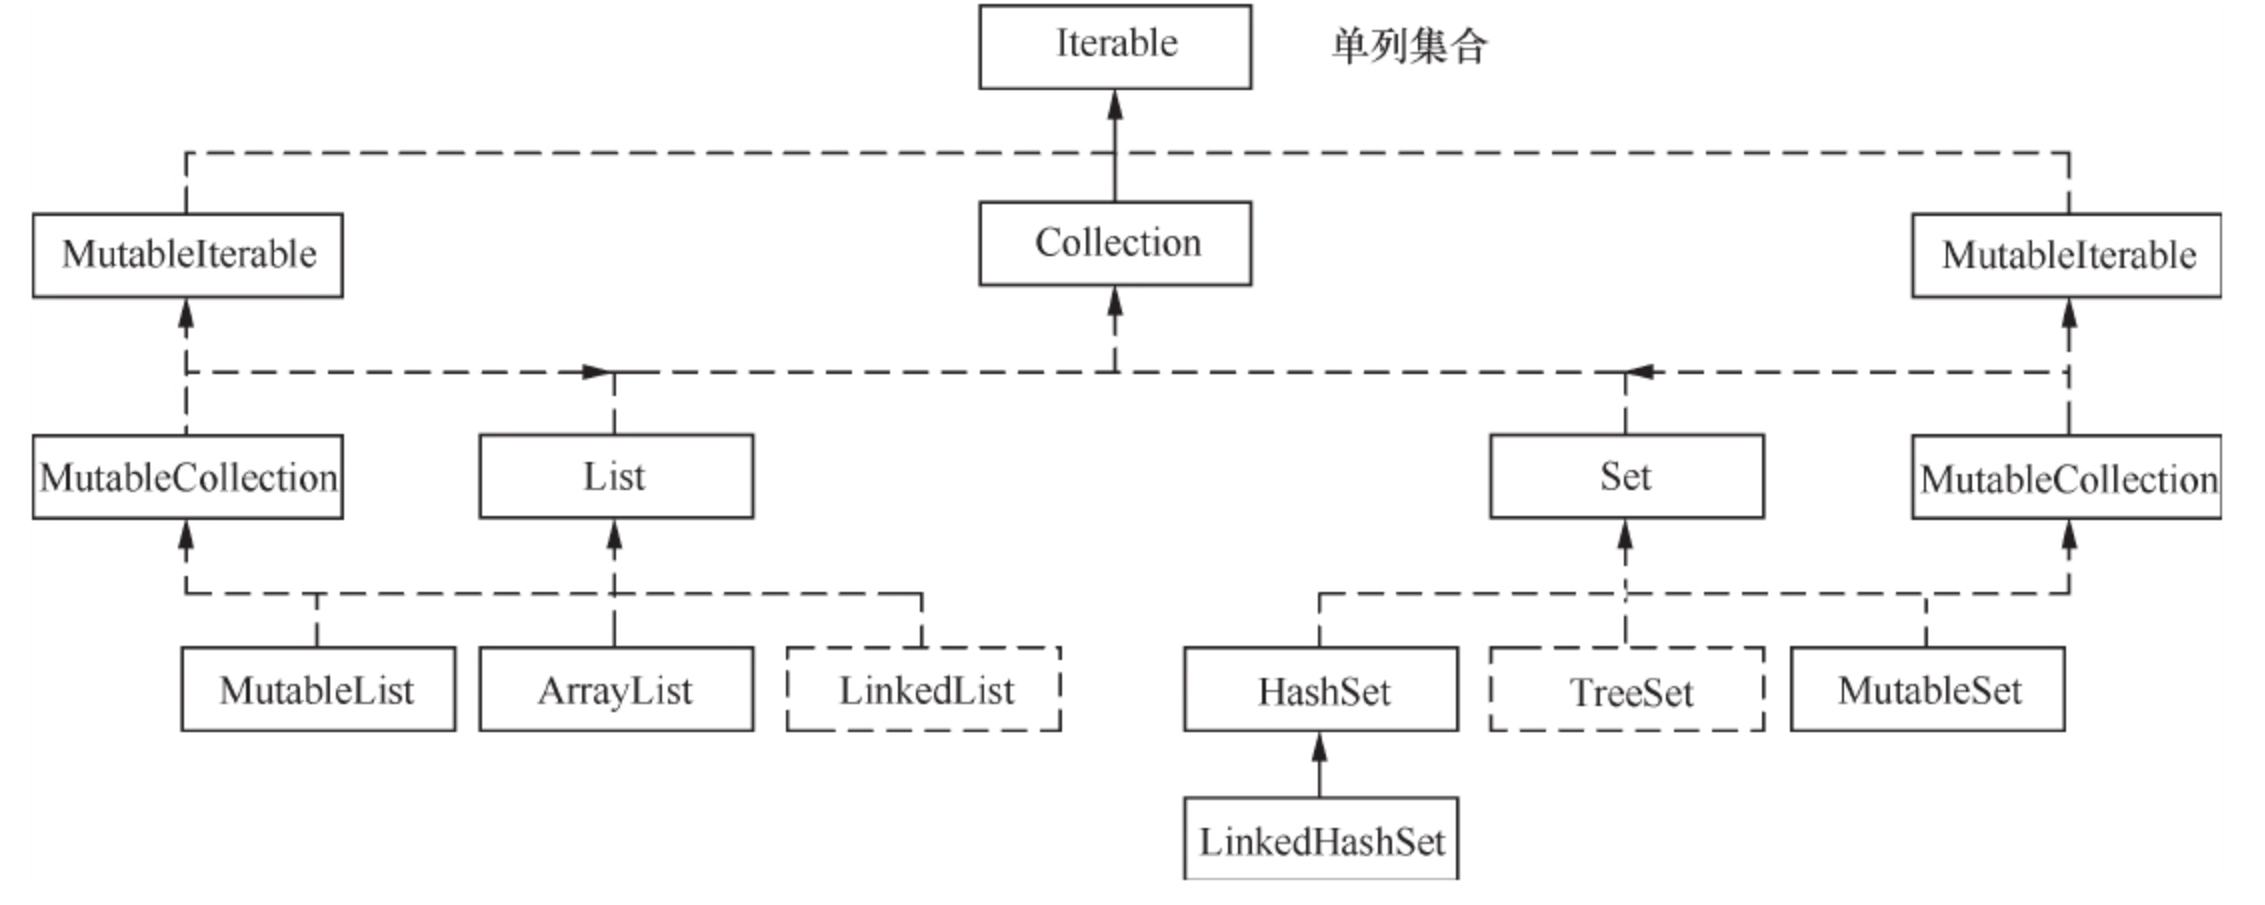 Iterable
单列集合
MutableIterable
Collection
MutableIterable
MutableCollection
List
Set
MutableCollection
MutableList
ArrayList
LinkedList
HashSet
TreeSet
MutableSet
LinkedHashSet